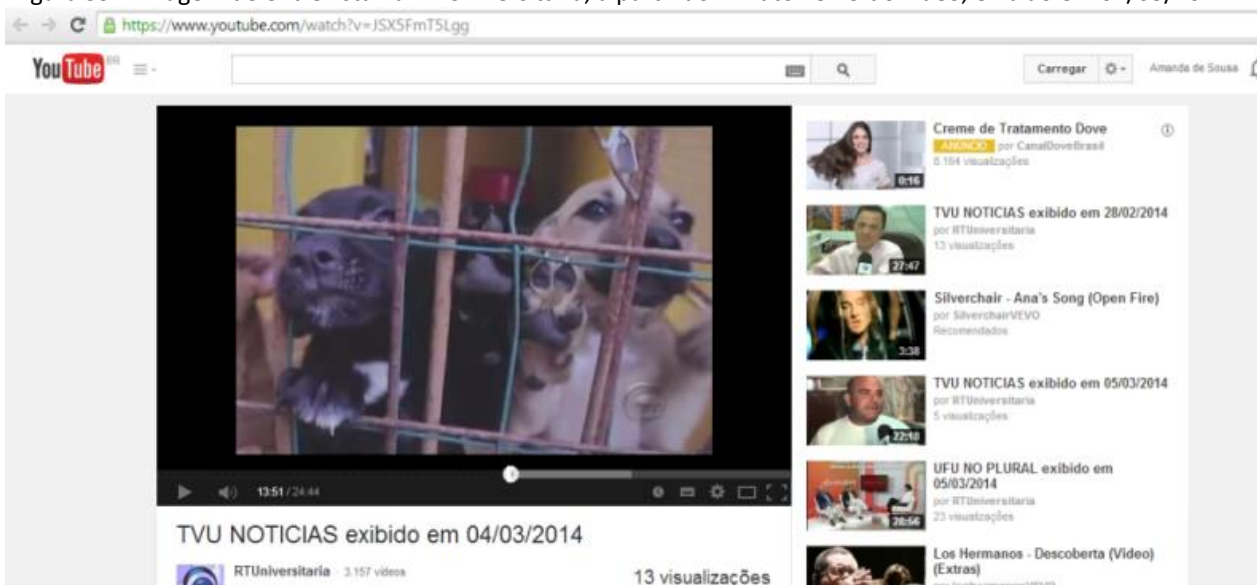 https://www.youtube.com/watch?v=JSX5FmT5Lgg
YouTube BR
Carregar
Amanda de Sousa
13:51 / 24:44
TVU NOTICIAS exibido em 04/03/2014
RTUniversitaria · 3.157 vídeos
13 visualizações
Creme de Tratamento Dove
ANÚNCIO por CanalDoveBrasil
8.164 visualizações
0:16
TVU NOTICIAS exibido em 28/02/2014
por RTUniversitaria
13 visualizações
27:47
Silverchair - Ana's Song (Open Fire)
por SilverchairVEVO
Recomendados
3:38
TVU NOTICIAS exibido em 05/03/2014
por RTUniversitaria
5 visualizações
22:18
UFU NO PLURAL exibido em
05/03/2014
por RTUniversitaria
23 visualizações
28:56
Los Hermanos - Descoberta (Video)
(Extras)